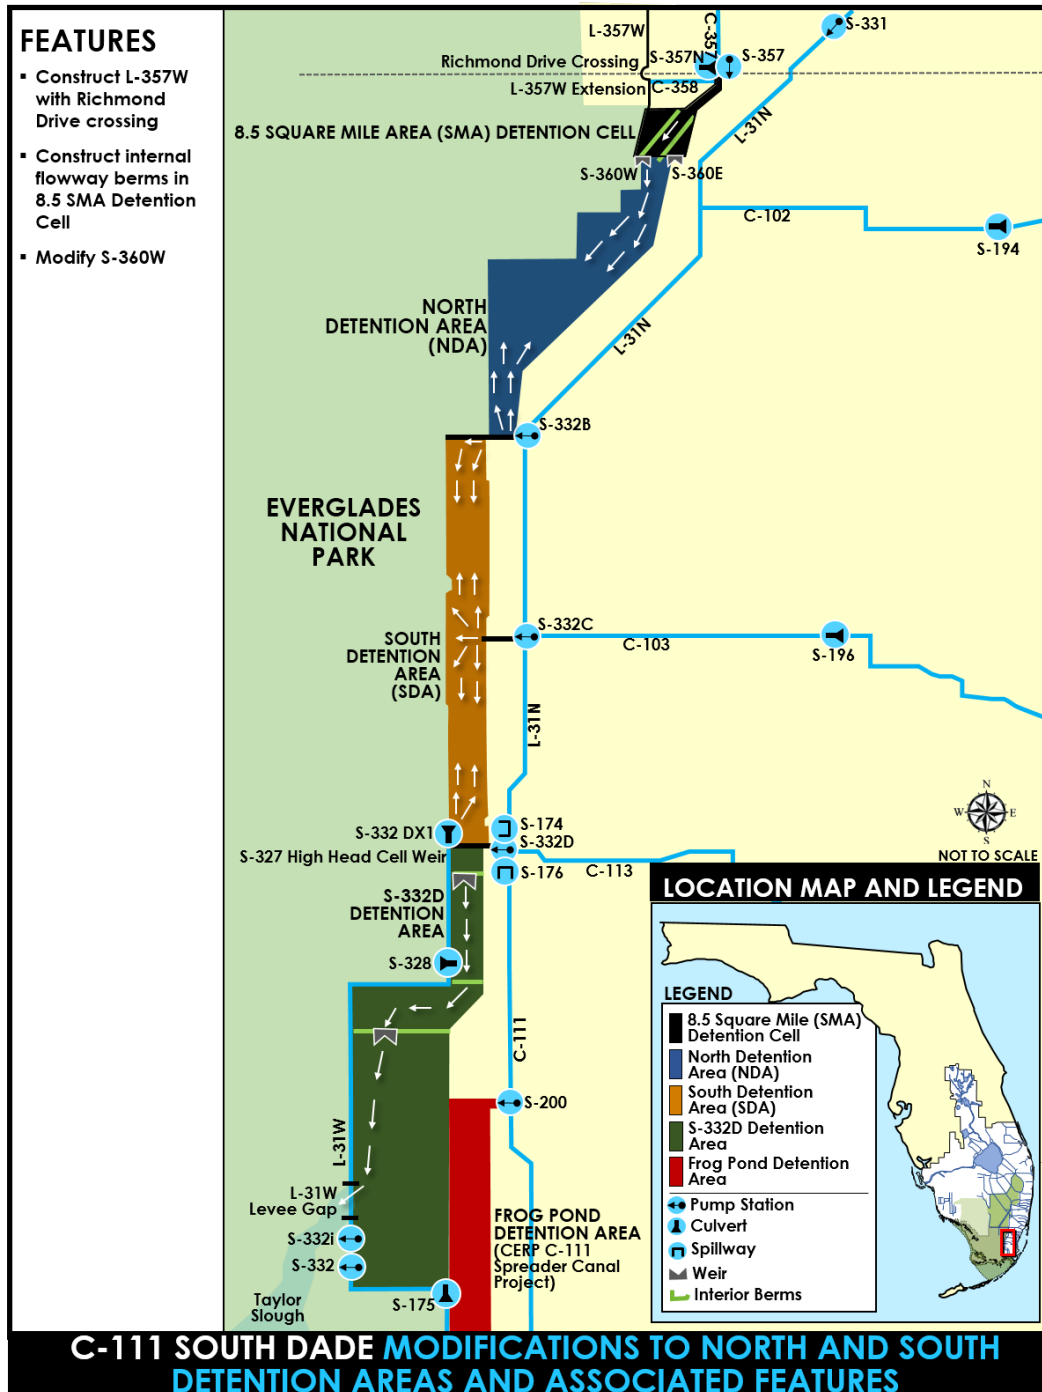 FEATURES
▪ Construct L-357W
with Richmond
Drive crossing
▪ Construct internal
flowway berms in
8.5 SMA Detention
Cell
▪ Modify S-360W
L-357W
C-357
S-331
Richmond Drive Crossing
S-357N
S-357
L-357W Extension
C-358
8.5 SQUARE MILE AREA (SMA) DETENTION CELL
L-31N
S-360W
S-360E
C-102
S-194
NORTH
DETENTION AREA
(NDA)
L-31N
S-332B
EVERGLADES
NATIONAL
PARK
S-332C
SOUTH
DETENTION
AREA
(SDA)
C-103
S-196
L-31N
N
W
E
S
NOT TO SCALE
S-332 DX1
S-174
S-332D
S-327 High Head Cell Weir
S-176
C-113
S-332D
DETENTION
AREA
S-328
C-111
S-200
L-31W
L-31W
Levee Gap
S-332i
S-332
FROG POND
DETENTION AREA
(CERP C-111
Spreader Canal
Project)
Taylor
Slough
S-175
LOCATION MAP AND LEGEND
LEGEND
8.5 Square Mile (SMA)
Detention Cell
North Detention
Area (NDA)
South Detention
Area (SDA)
S-332D Detention
Area
Frog Pond Detention
Area
Pump Station
Culvert
Spillway
Weir
Interior Berms
C-111 SOUTH DADE MODIFICATIONS TO NORTH AND SOUTH
DETENTION AREAS AND ASSOCIATED FEATURES